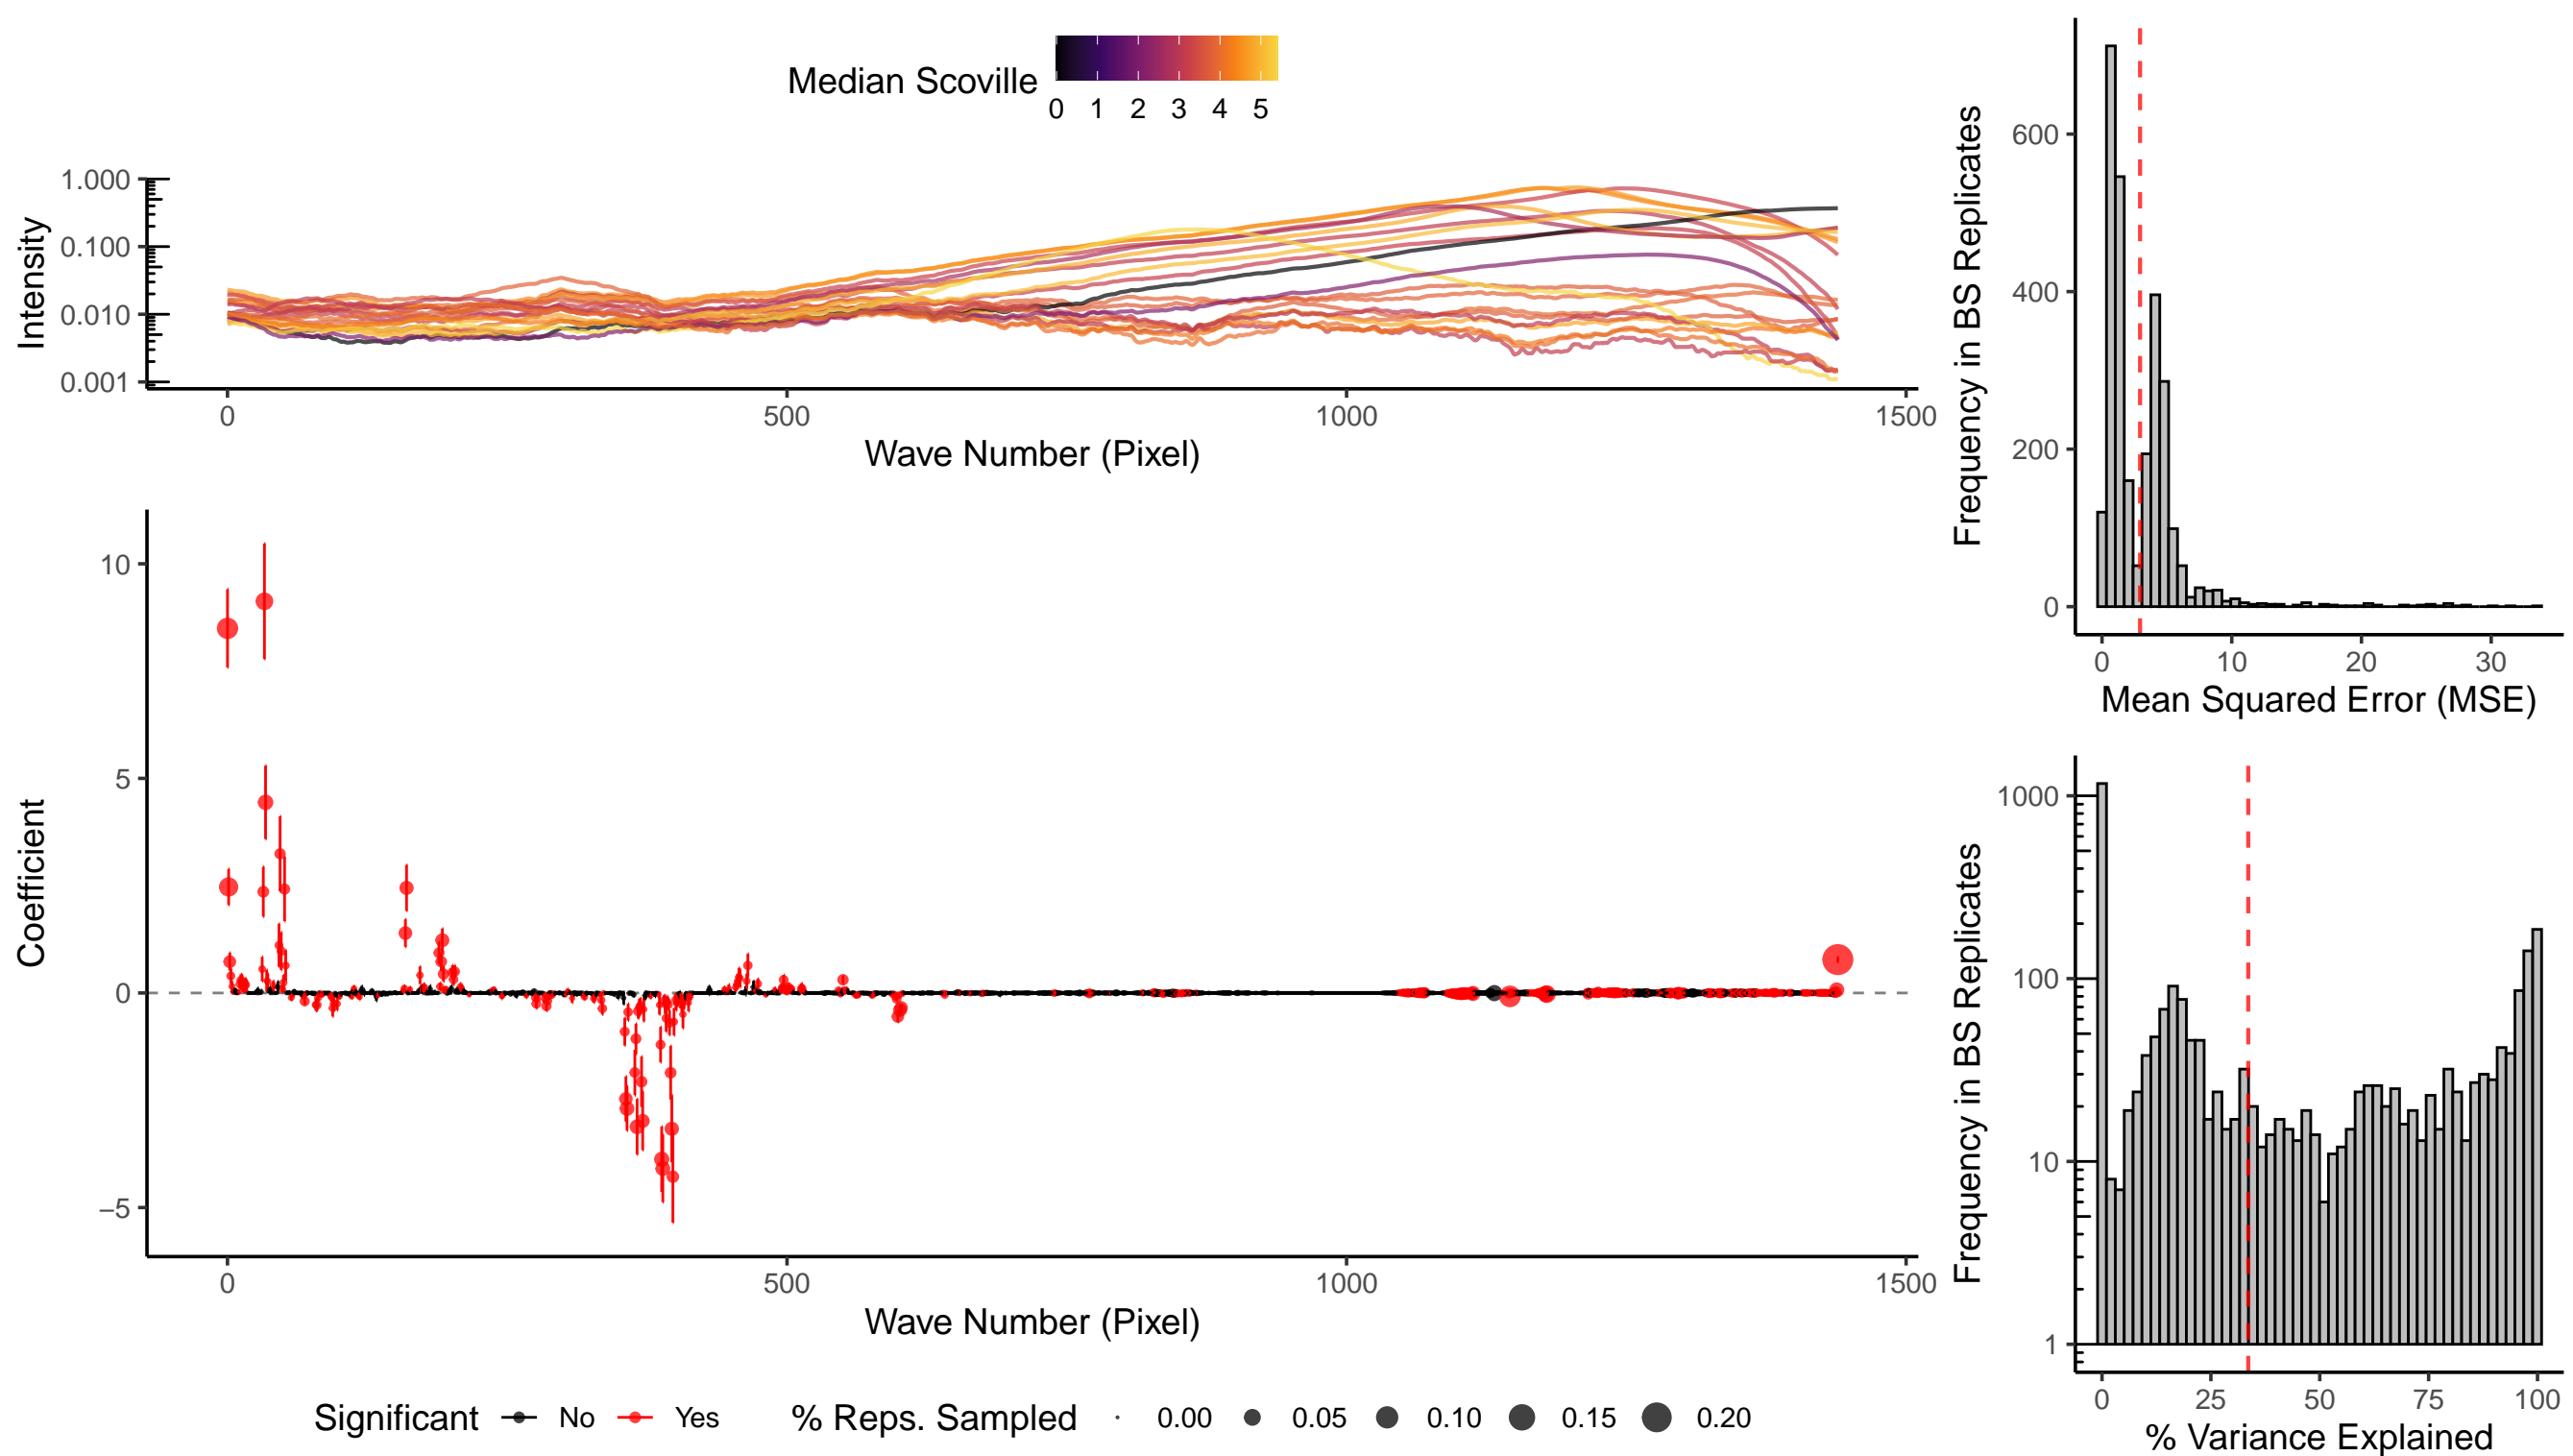 Median Scoville
0 1 2 3 4 5
Intensity
1.000
0.100
0.010
0.001
0 500 1000 1500
Wave Number (Pixel)
Coefficient
10
5
0
−5
0 500 1000 1500
Wave Number (Pixel)
Significant No Yes % Reps. Sampled 0.00 0.05 0.10 0.15 0.20
Frequency in BS Replicates
600
400
200
0
0 10 20 30
Mean Squared Error (MSE)
Frequency in BS Replicates
1000
100
10
1
0 25 50 75 100
% Variance Explained